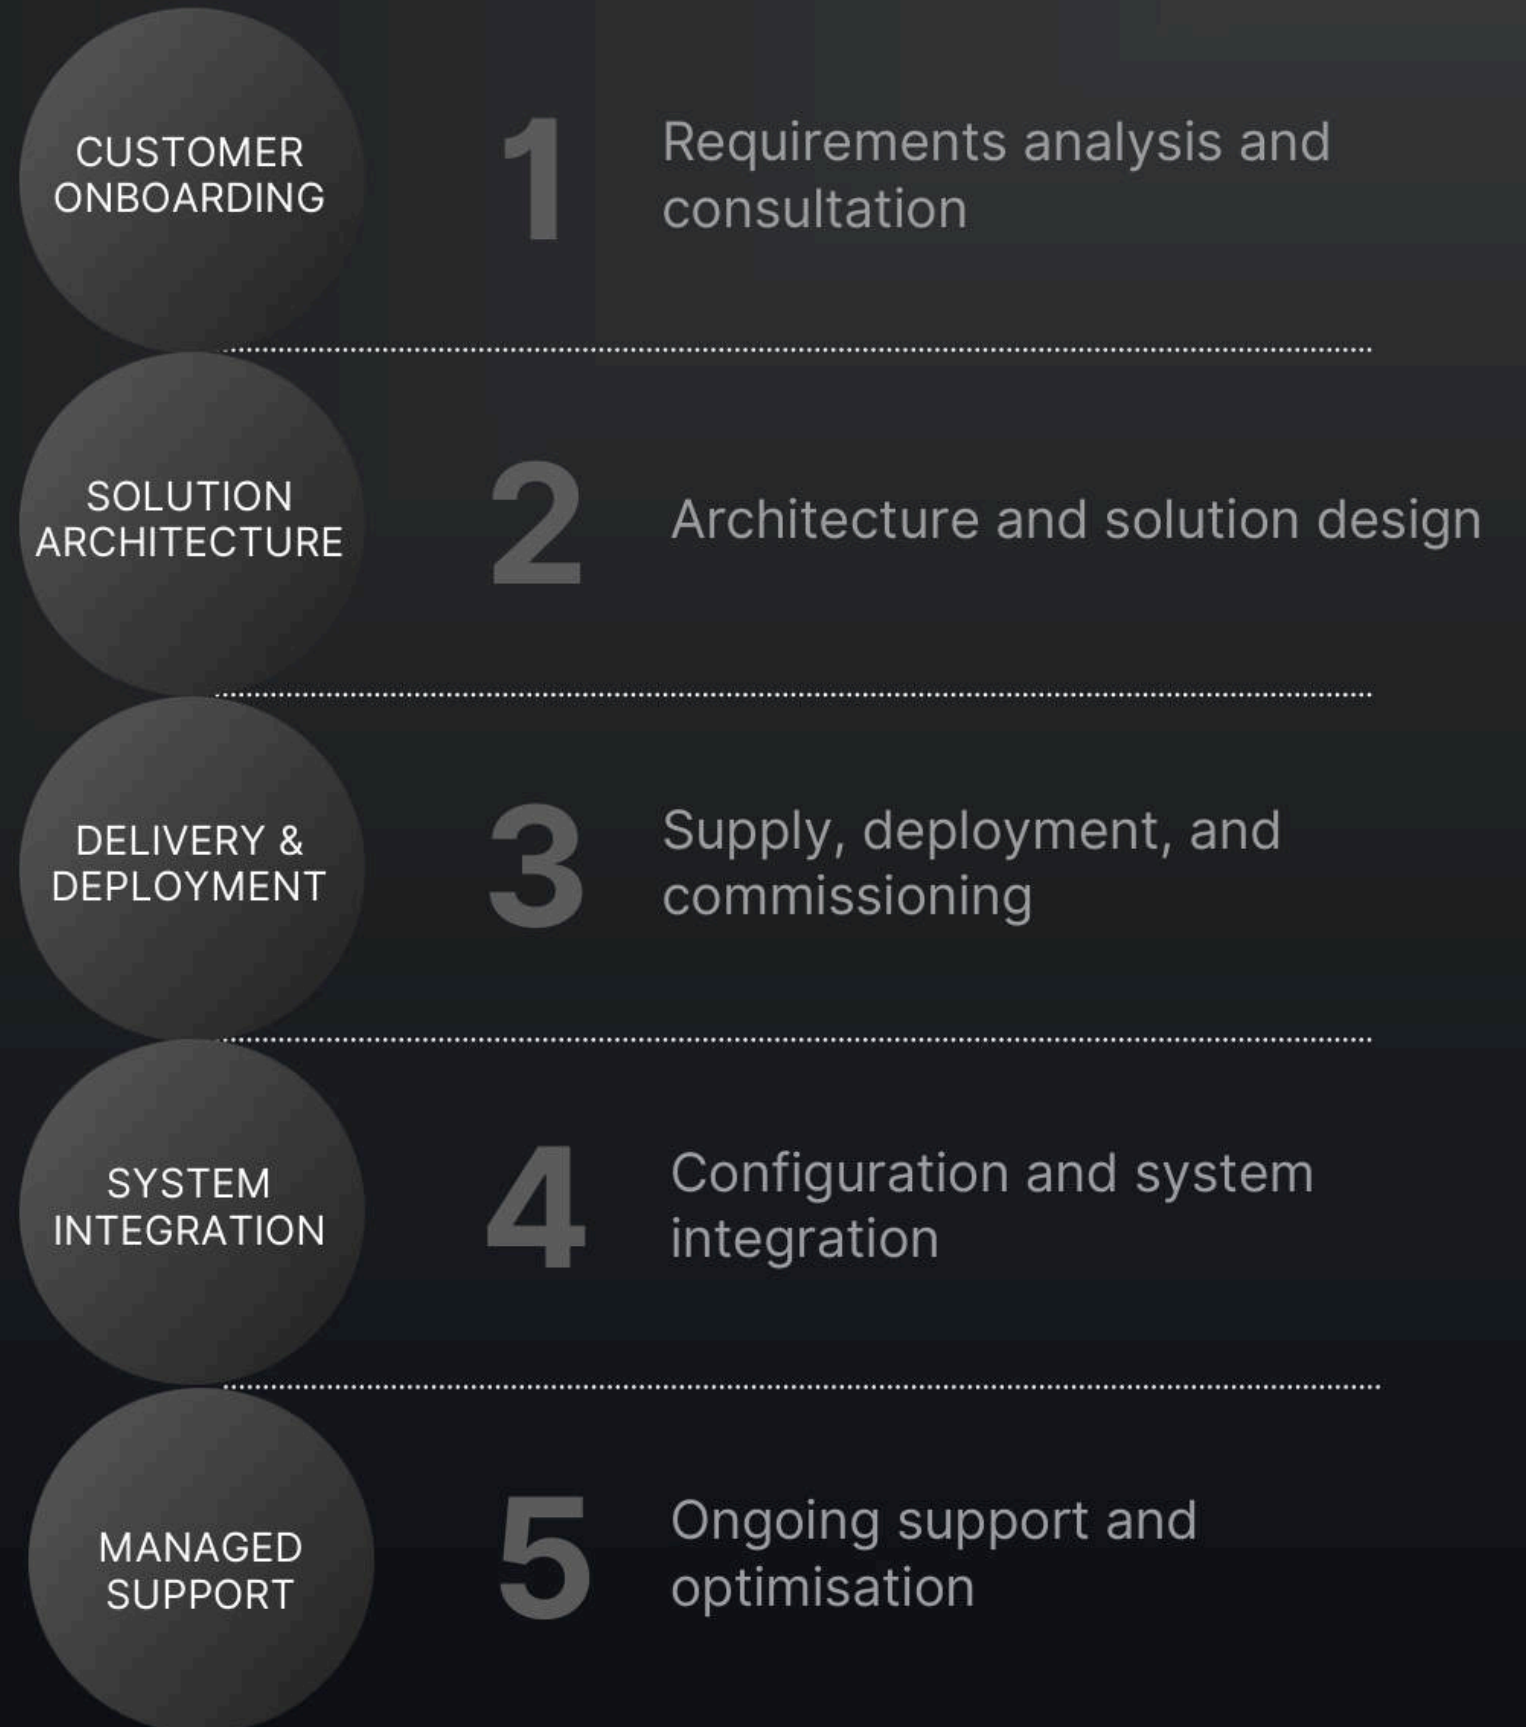 CUSTOMER
ONBOARDING
1
Requirements analysis and
consultation
SOLUTION
ARCHITECTURE
2
Architecture and solution design
DELIVERY &
DEPLOYMENT
3
Supply, deployment, and
commissioning
SYSTEM
INTEGRATION
4
Configuration and system
integration
MANAGED
SUPPORT
5
Ongoing support and
optimisation